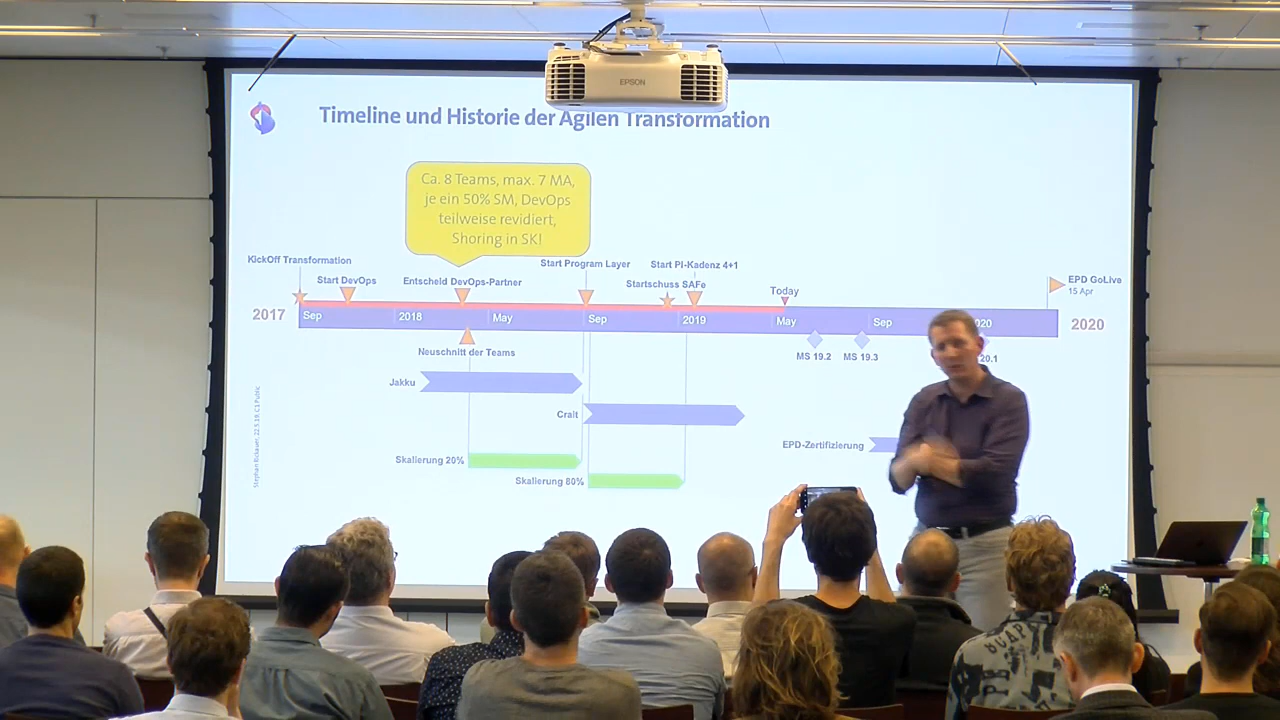 EPSON
Timeline und Historie der Agilen Transformation
Ca. 8 Teams, max. 7 MA,
je ein 50% SM, DevOps
teilweise revidiert,
Shoring in SK!
KickOff Transformation
Start DevOps
Entscheid DevOps-Partner
Start Program Layer
Start PI-Kadenz 4+1
Startschuss SAFe
Today
EPD GoLive
15 Apr
2017
Sep
2018
May
Sep
2019
May
Sep
2020
Neuschnitt der Teams
MS 19.2
MS 19.3
20.1
Jakku
Crait
EPD-Zertifizierung
Skalierung 20%
Skalierung 80%